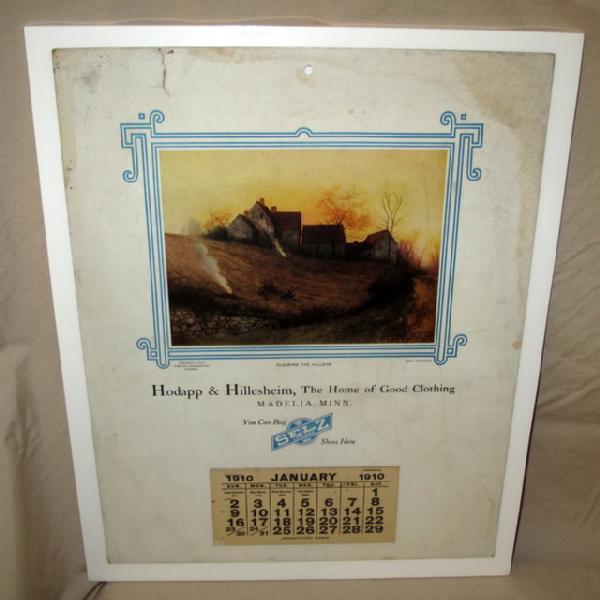 CLEARING THE HILLSIDE
Hodapp & Hillesheim, The Home of Good Clothing
MADELIA, MINN.
You Can Buy
SELZ
Shoes Here
1910 JANUARY 1910
SUN. MON. TUE. WED. THU. FRI. SAT.
1
2 3 4 5 6 7 8
9 10 11 12 13 14 15
16 17 18 19 20 21 22
23/30 24/31 25 26 27 28 29